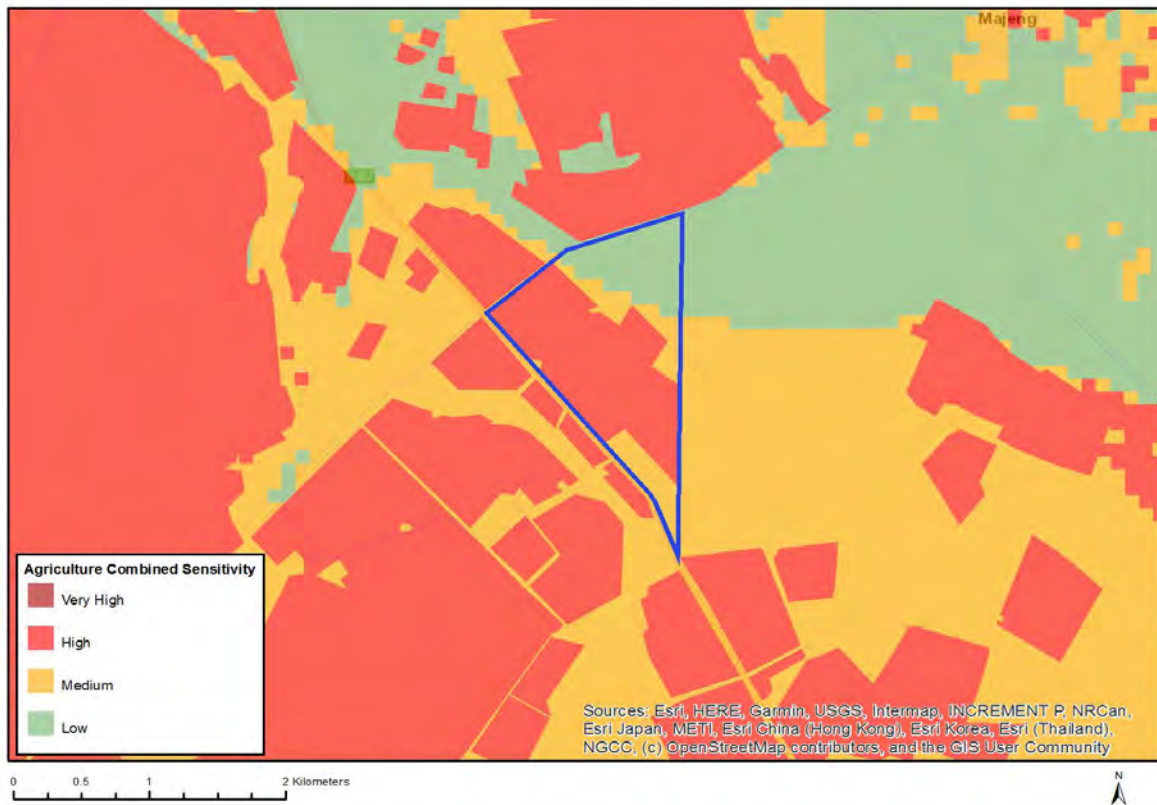 Majeng
Agriculture Combined Sensitivity
Very High
High
Medium
Low
Sources: Esri, HERE, Garmin, USGS, Intermap, INCREMENT P, NRCan,
Esri Japan, METI, Esri China (Hong Kong), Esri Korea, Esri (Thailand),
NGCC, (c) OpenStreetMap contributors, and the GIS User Community
0 0.5 1 2 Kilometers
N